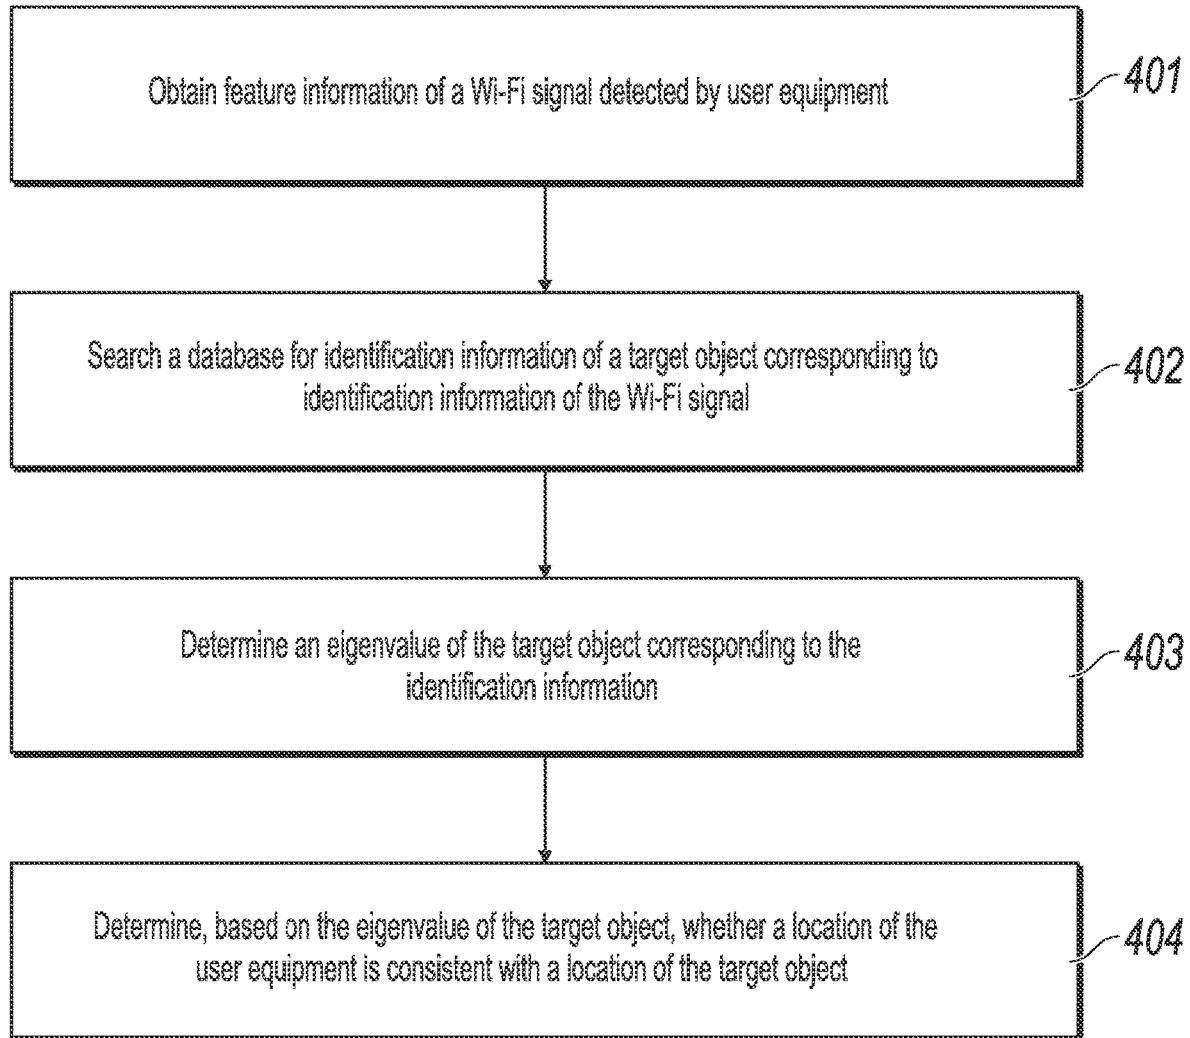 Obtain feature information of a Wi-Fi signal detected by user equipment
401
Search a database for identification information of a target object corresponding to
identification information of the Wi-Fi signal
402
Determine an eigenvalue of the target object corresponding to the
identification information
403
Determine, based on the eigenvalue of the target object, whether a location of the
user equipment is consistent with a location of the target object
404